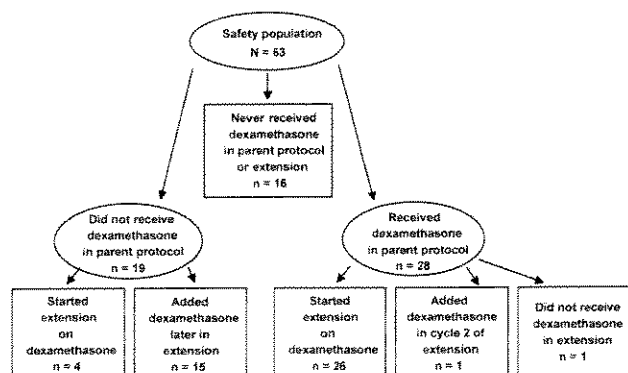 Safety population
N = 63
Never received
dexamethasone
in parent protocol
or extension
n = 16
Did not receive
dexamethasone
in parent protocol
n = 19
Received
dexamethasone
in parent protocol
n = 28
Started
extension
on
dexamethasone
n = 4
Added
dexamethasone
later in
extension
n = 15
Started
extension
on
dexamethasone
n = 26
Added
dexamethasone
in cycle 2 of
extension
n = 1
Did not receive
dexamethasone
in extension
n = 1